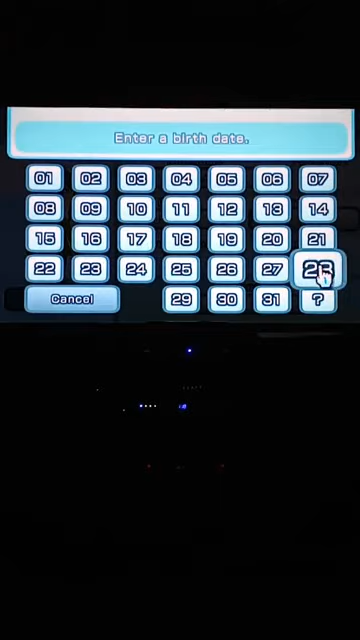 Enter a birth date.
01 02 03 04 05 06 07
08 09 10 11 12 13 14
15 16 17 18 19 20 21
22 23 24 25 26 27 28
Cancel 29 30 31 ?